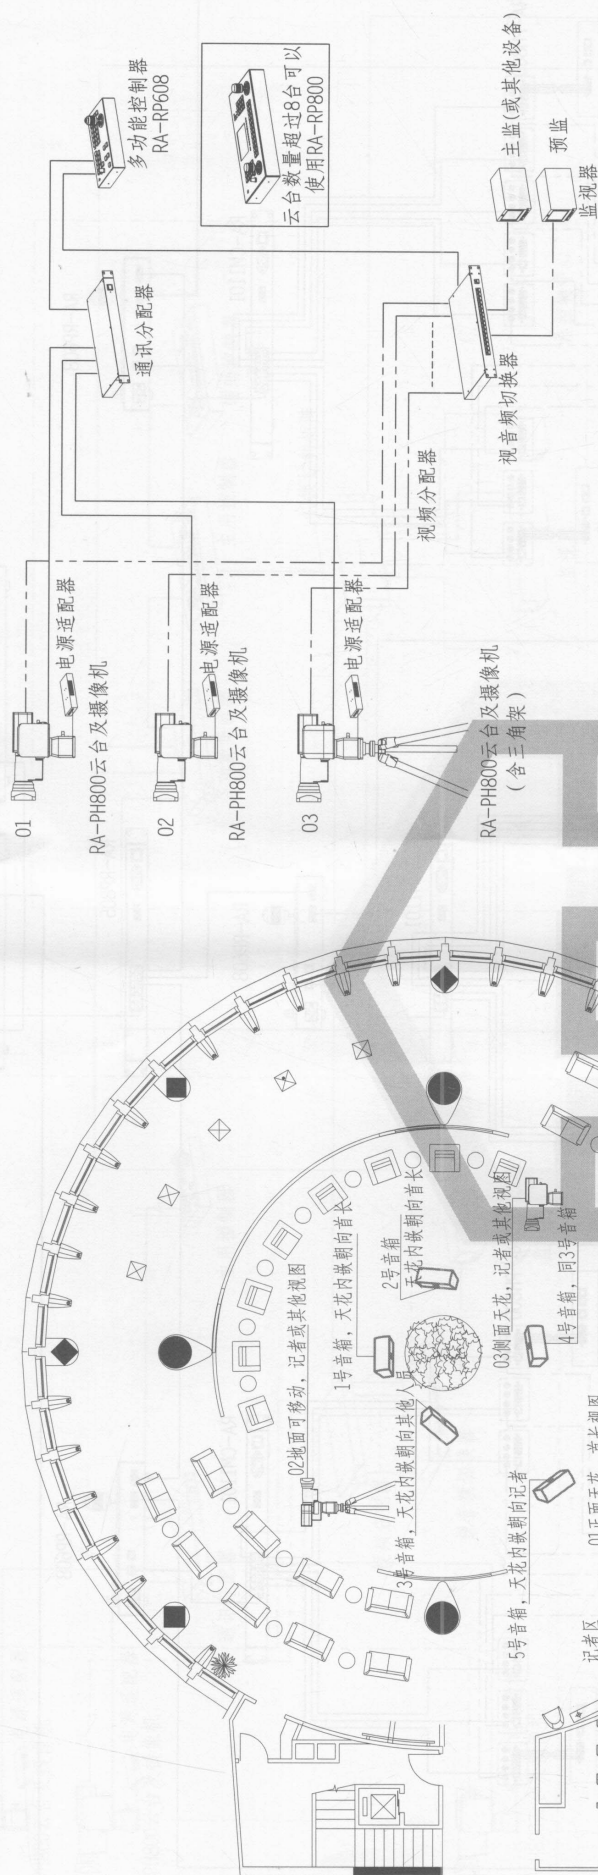 多功能控制器
RA-RP608
云台数量超过8台可以
使用RA-RP800
通讯分配器
主监(或其他设备)
预监
监视器
视音频切换器
视频分配器
01
电源适配器
RA-PH800云台及摄像机
02
电源适配器
RA-PH800云台及摄像机
03
电源适配器
RA-PH800云台及摄像机
(含三角架)
02地面可移动，记者或其他视图
1号音箱，天花内嵌朝向首长
2号音箱
天花内嵌朝向首长
3号音箱，天花内嵌朝向其他人员
03侧面天花，记者或其他视图
4号音箱，同3号音箱
5号音箱，天花内嵌朝向记者
01正面天花，首长视图
记者区